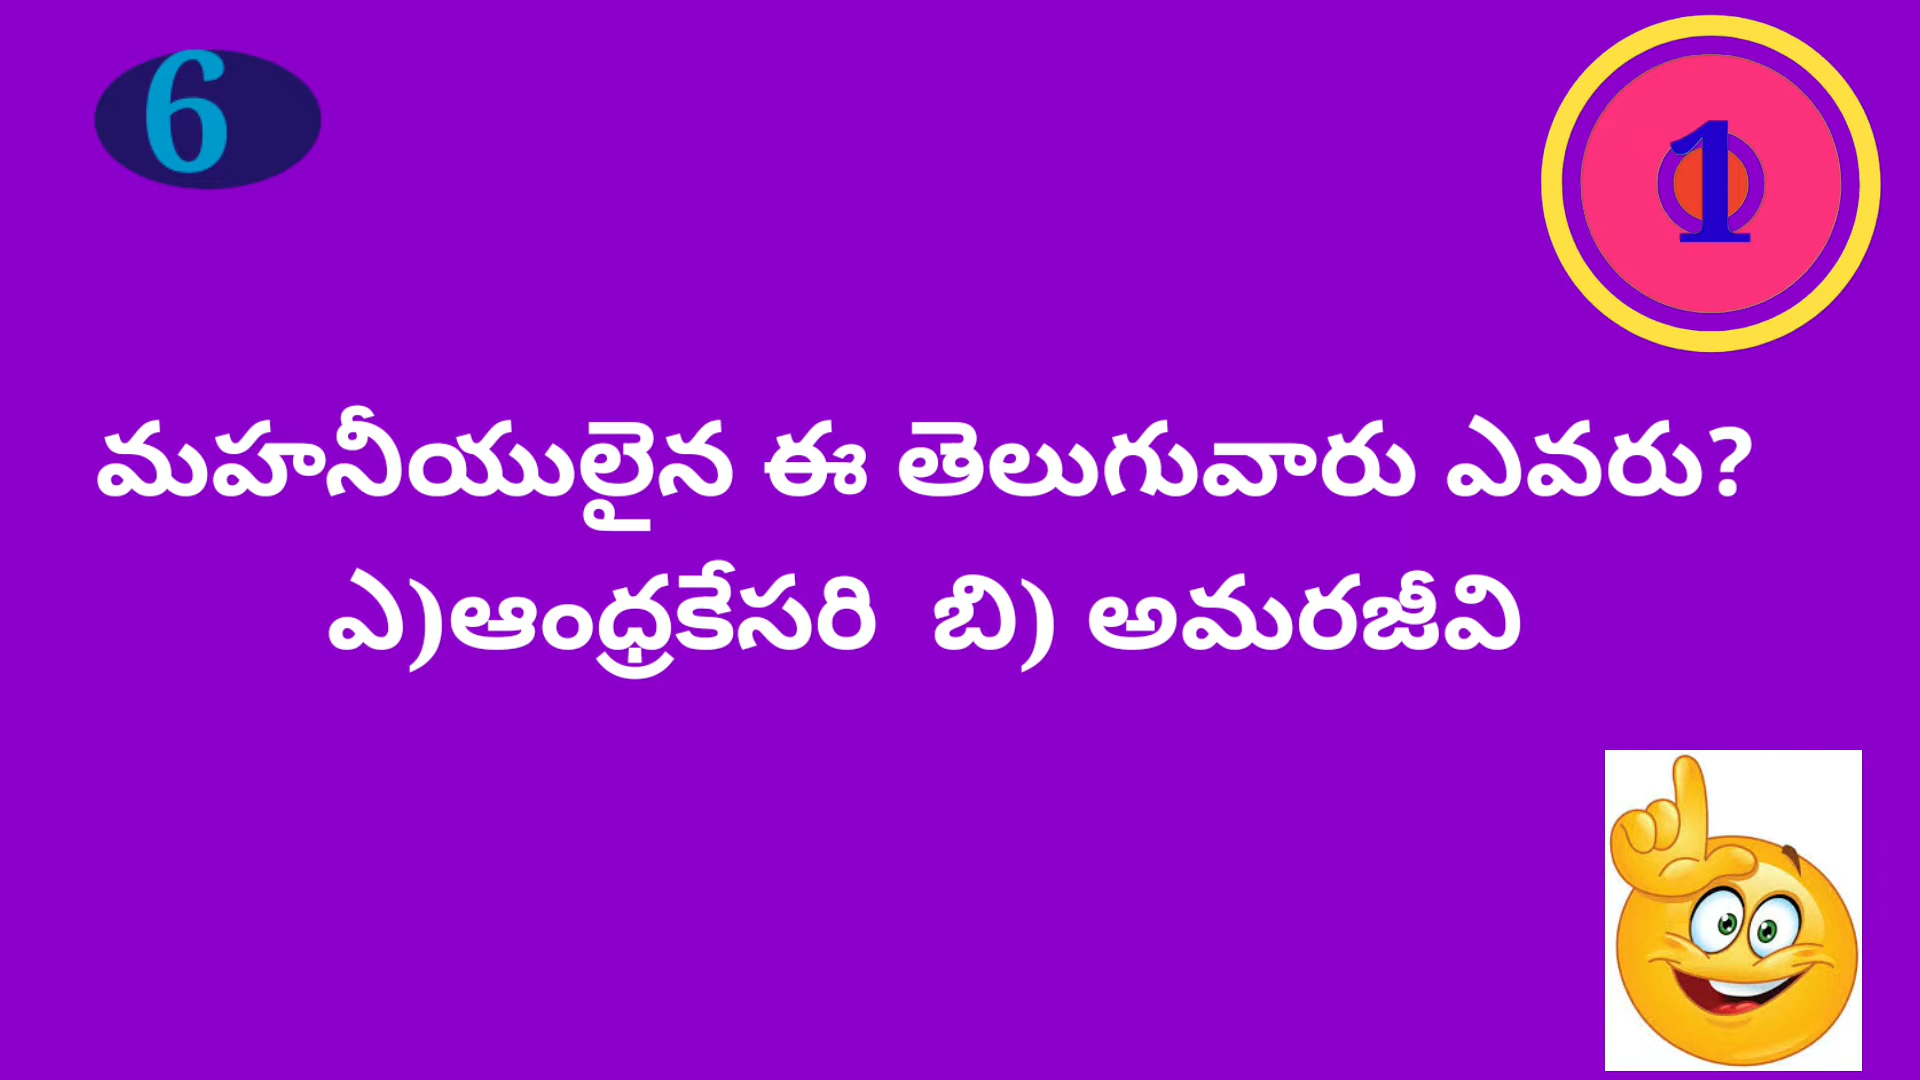 6
1
మహనీయులైన ఈ తెలుగువారు ఎవరు?
ఎ)ఆంధ్రకేసరి బి) అమరజీవి